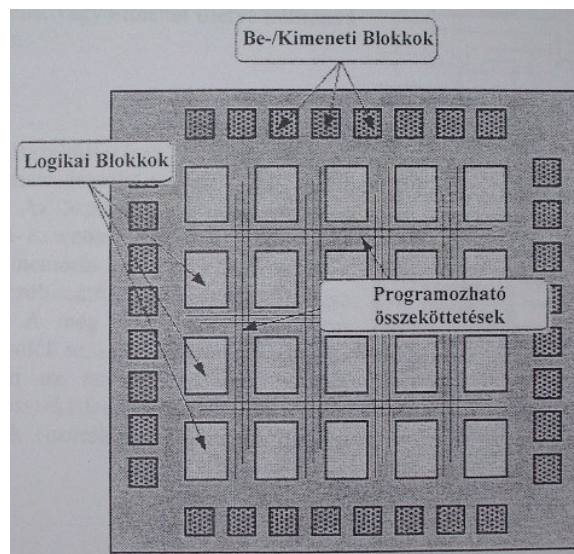 Be-/Kimeneti Blokkok
Logikai Blokkok
Programozható
összeköttetések